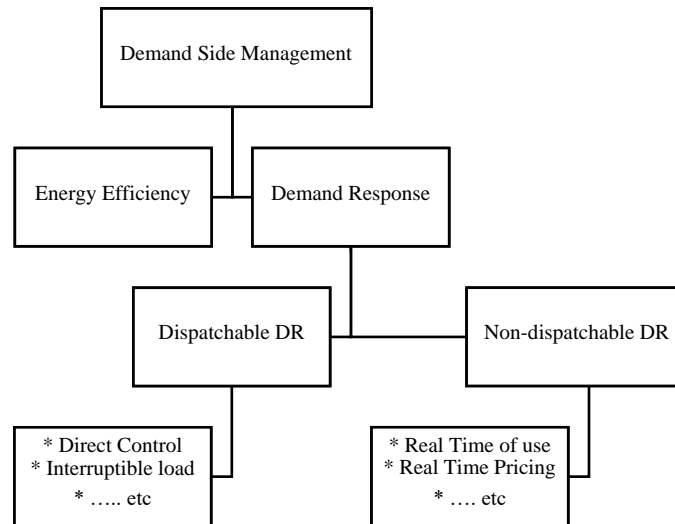 Demand Side Management
Energy Efficiency
Demand Response
Dispatchable DR
Non-dispatchable DR
* Direct Control
* Interruptible load
* ….. etc
* Real Time of use
* Real Time Pricing
* …. etc